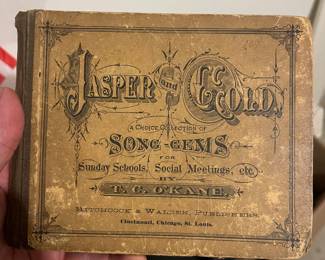 JASPER and GOLD.
A CHOICE COLLECTION OF
SONG-GEMS
FOR
Sunday Schools, Social Meetings, etc.
BY
T. C. O'KANE.
HITCHCOCK & WALDEN, PUBLISHERS.
Cincinnati, Chicago, St. Louis.